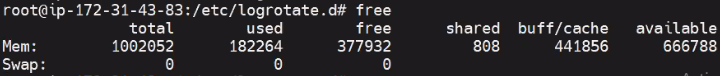 root@ip-172-31-43-83:/etc/logrotate.d# free
total used free shared buff/cache available
Mem: 1002052 182264 377932 808 441856 666788
Swap: 0 0 0